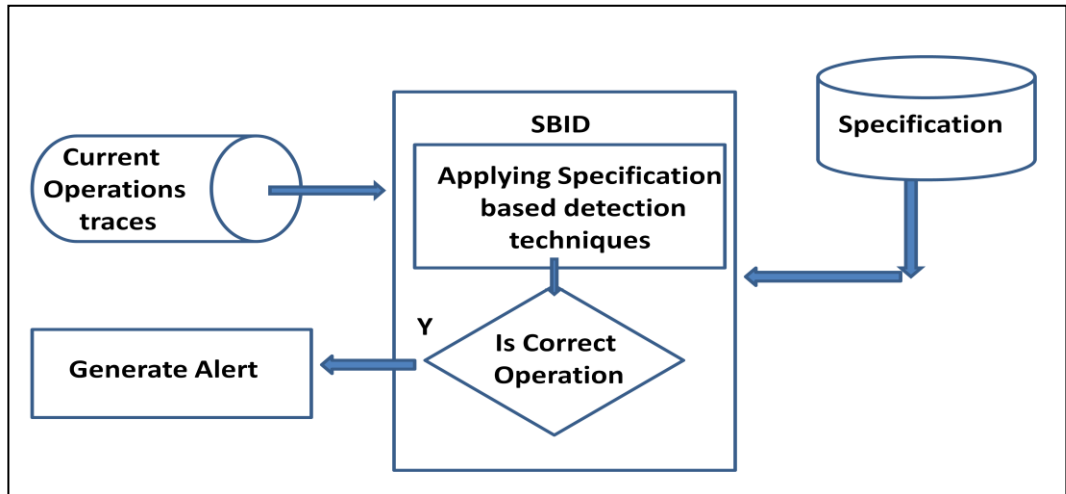 SBID
Specification
Current
Operations
traces
Applying Specification
based detection
techniques
Y
Is Correct
Operation
Generate Alert